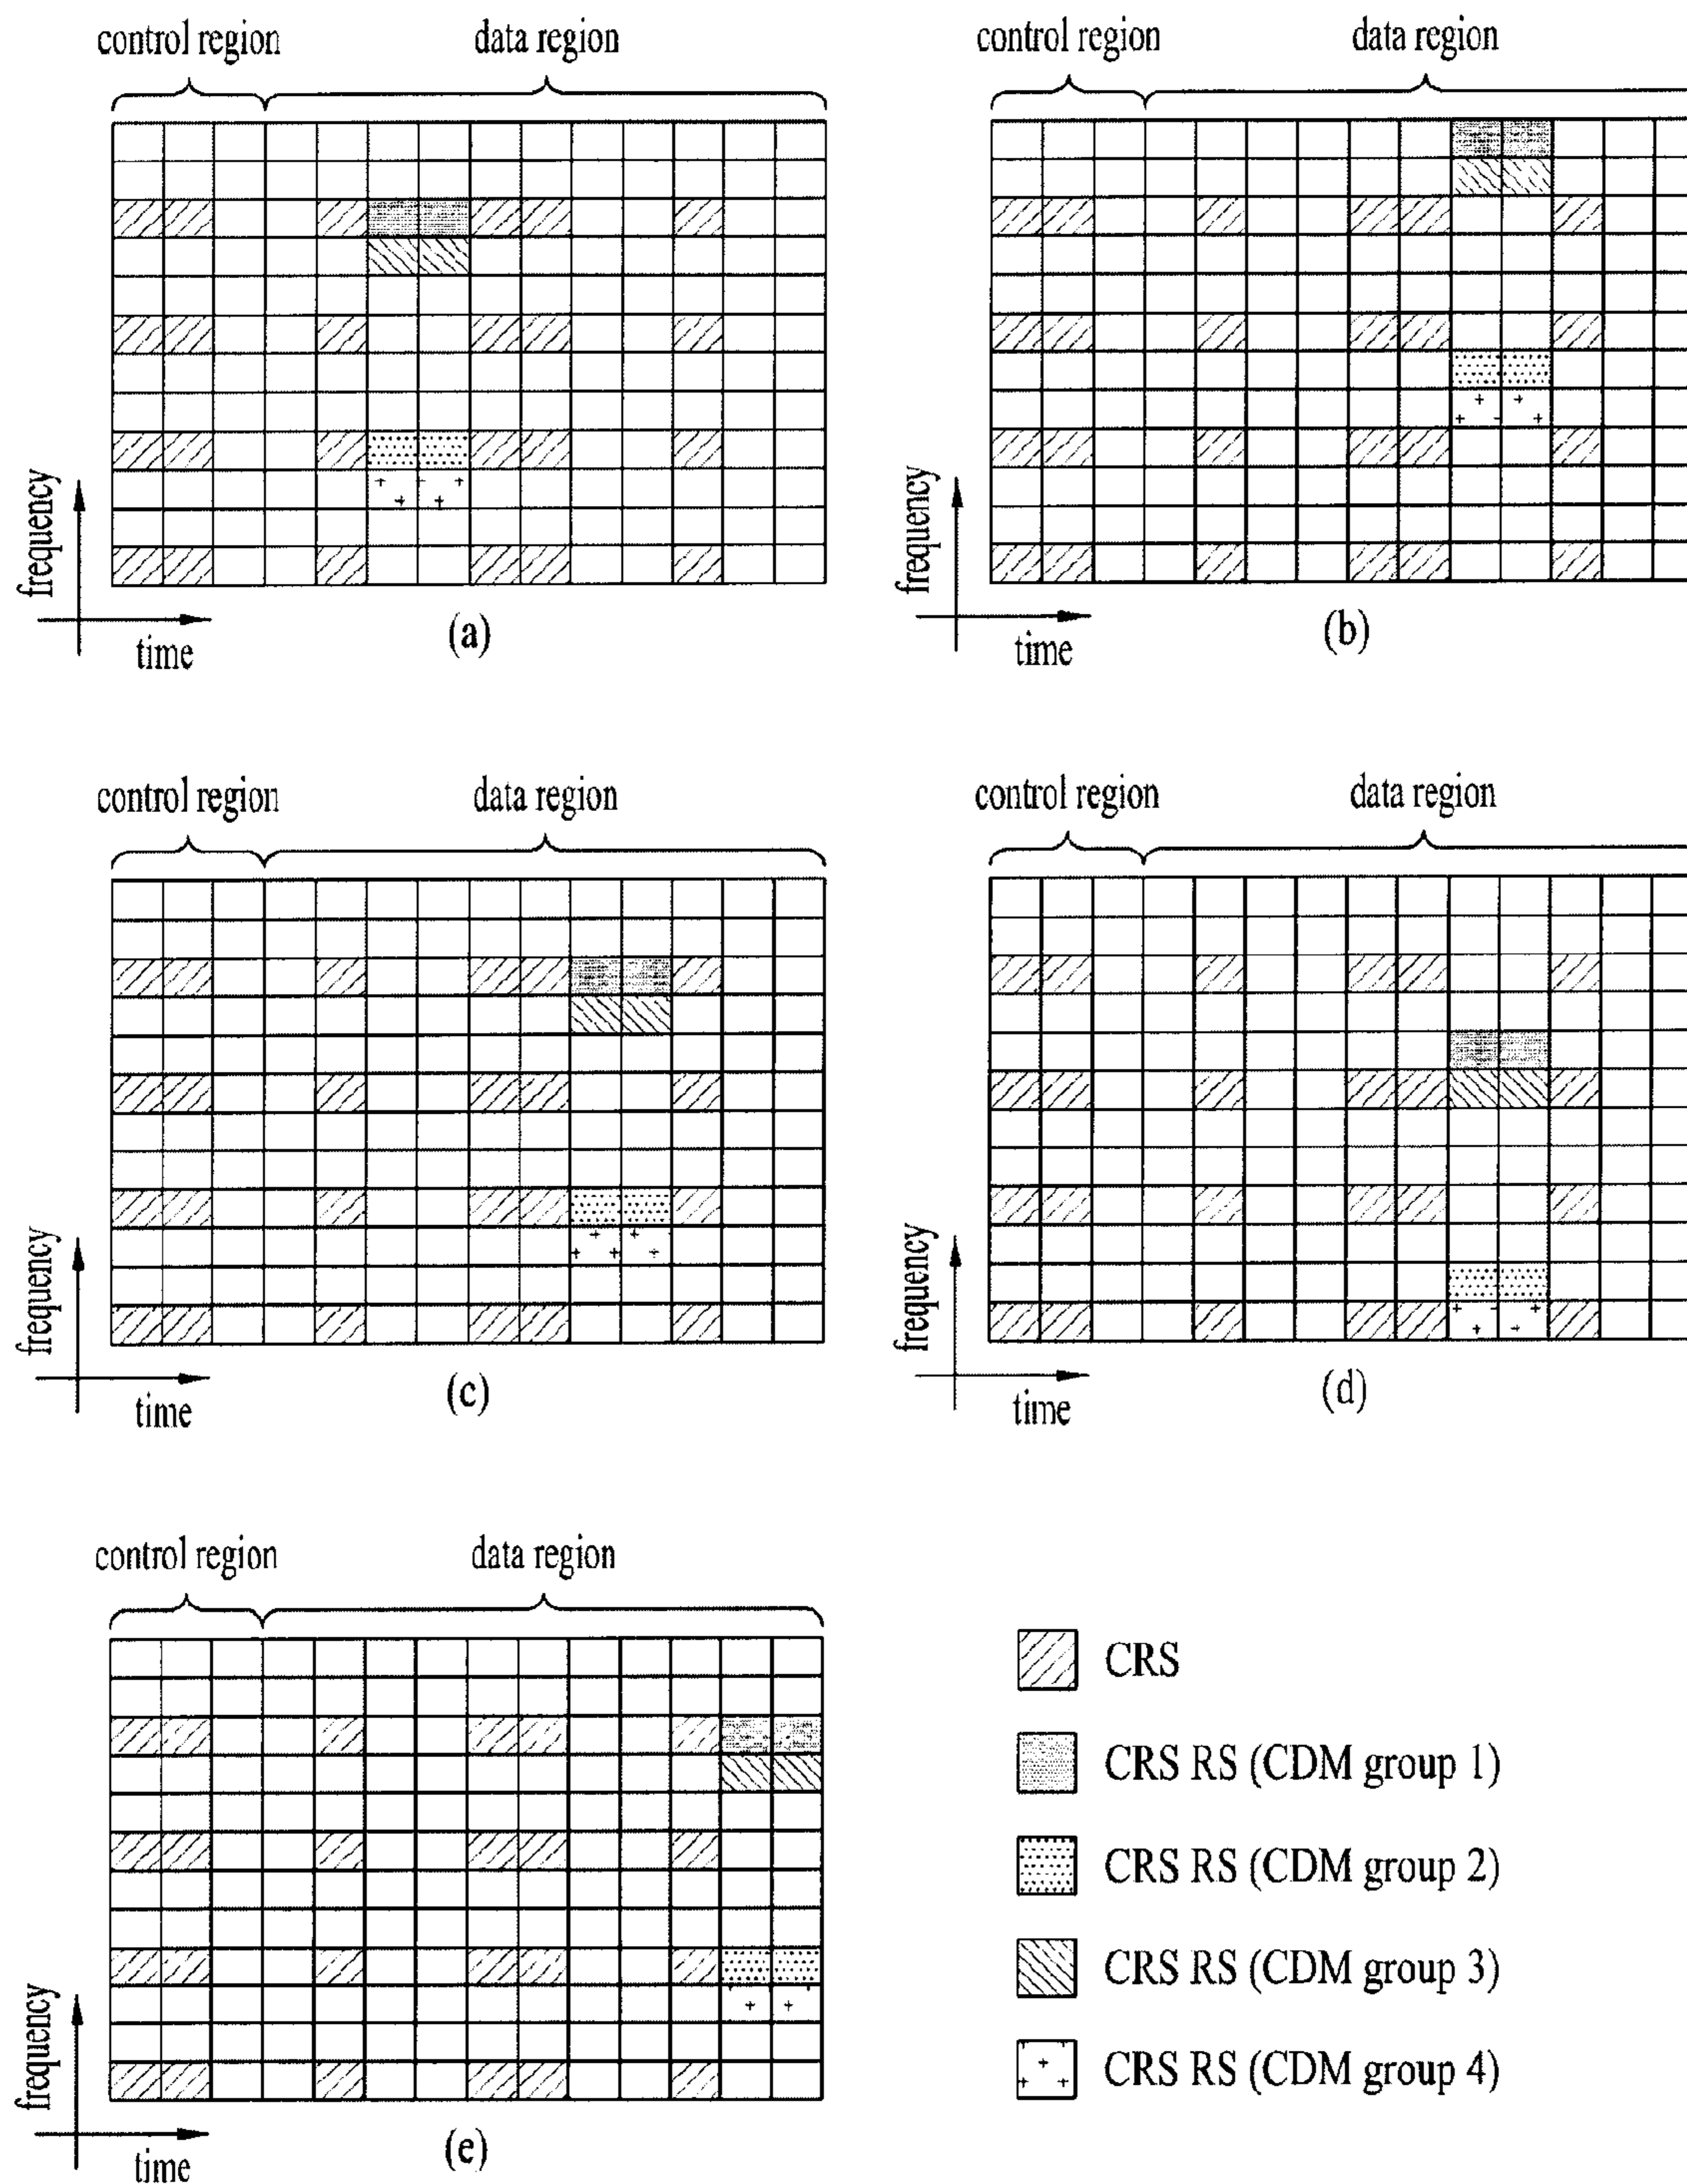 control region
data region
control region
data region
frequency
time
(a)
frequency
time
(b)
control region
data region
control region
data region
frequency
time
(c)
frequency
time
(d)
control region
data region
frequency
time
(e)
CRS
CRS RS (CDM group 1)
CRS RS (CDM group 2)
CRS RS (CDM group 3)
CRS RS (CDM group 4)